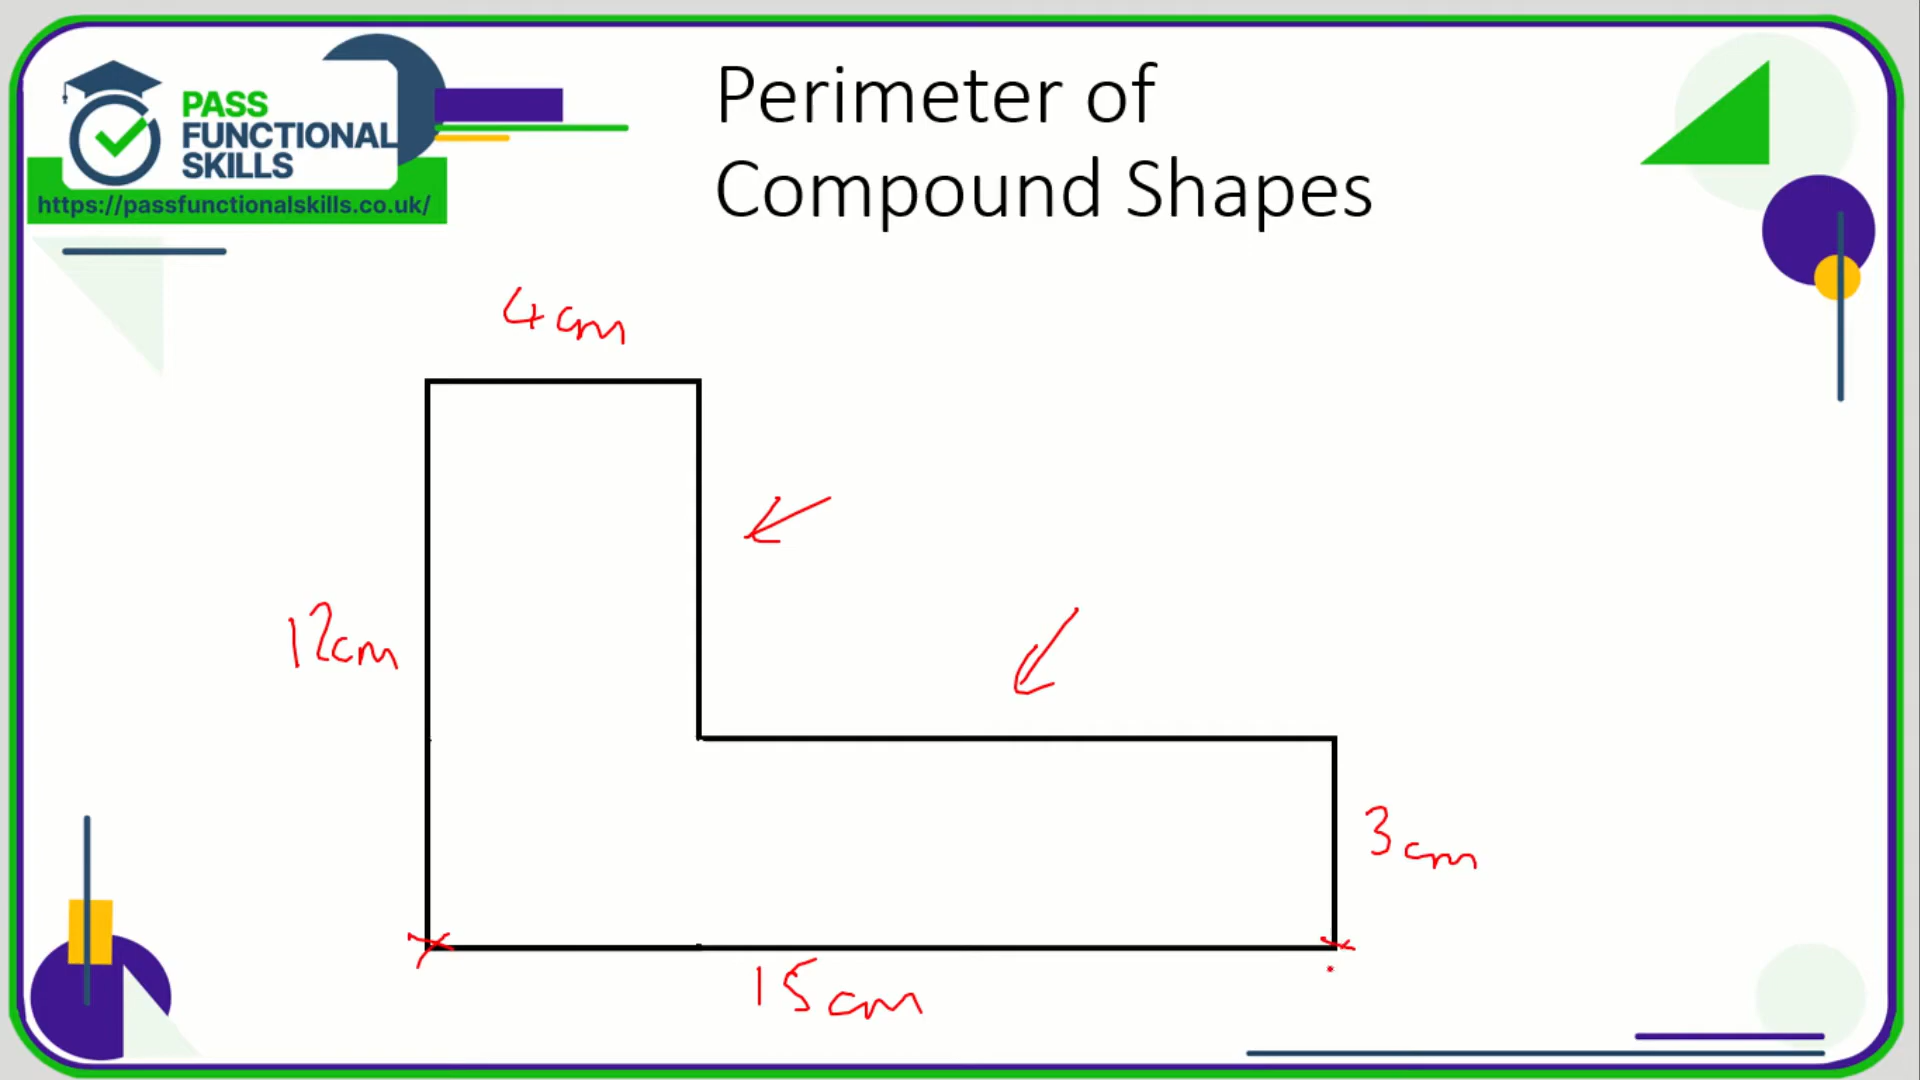 PASS
FUNCTIONAL
SKILLS
https://passfunctionalskills.co.uk/
Perimeter of
Compound Shapes
4cm
12cm
3cm
15cm